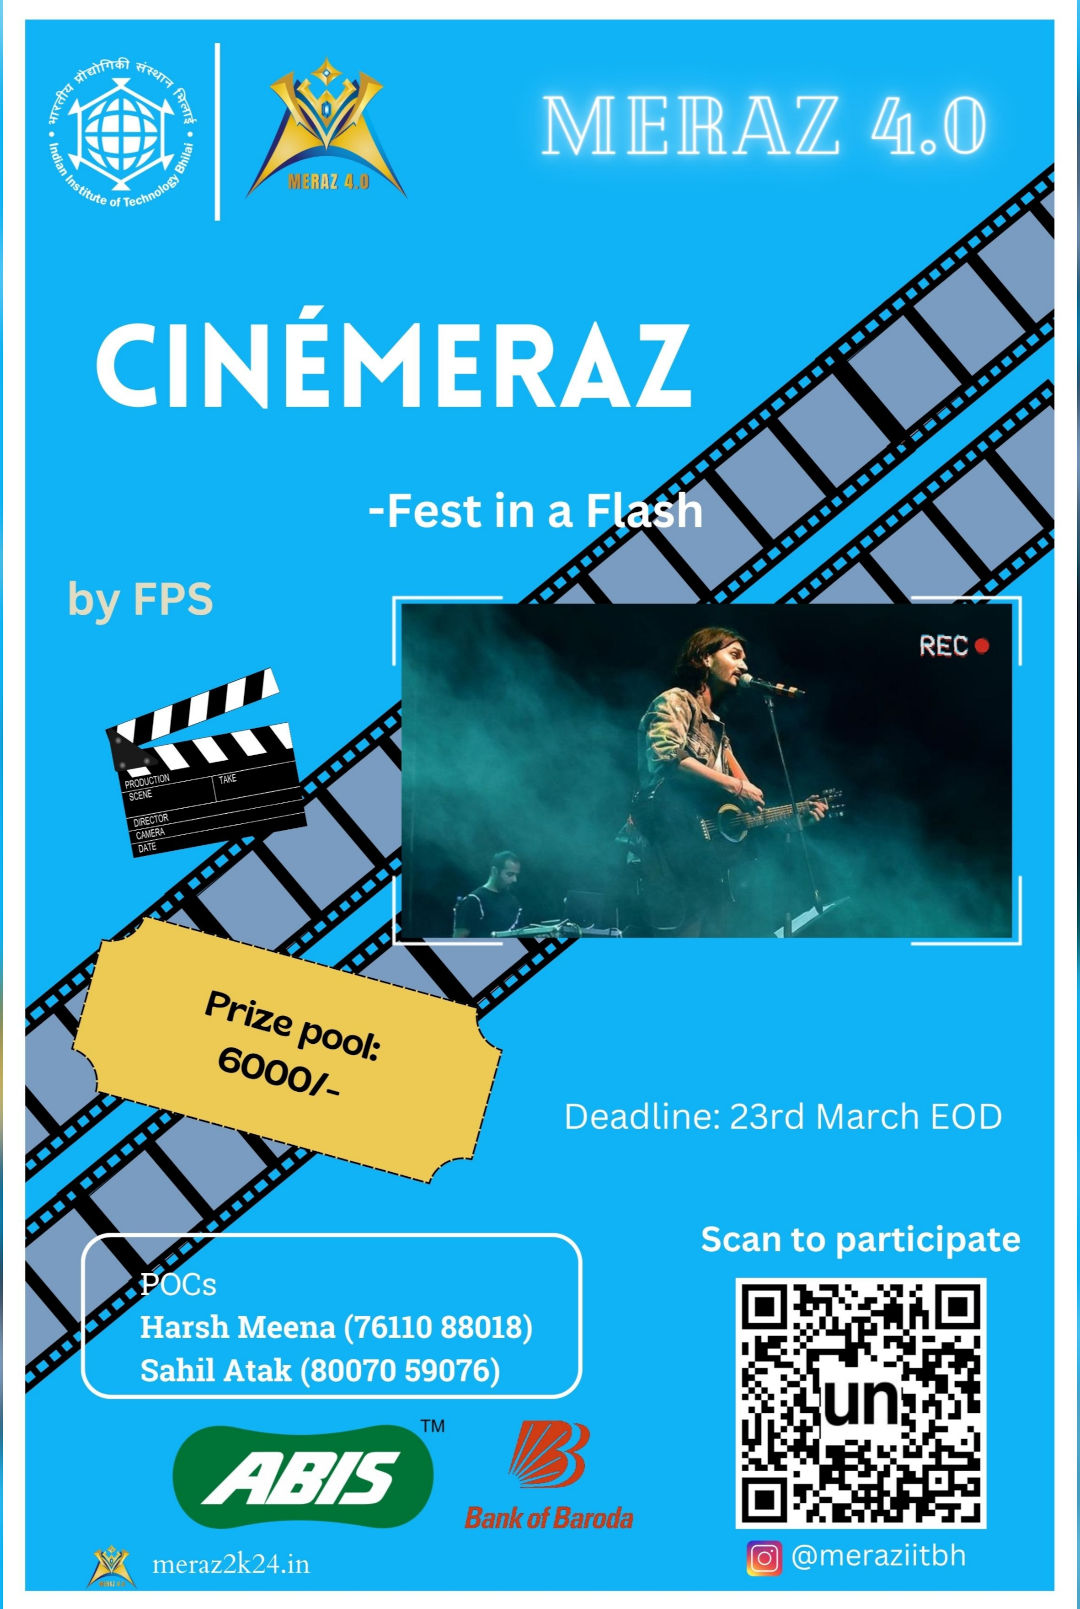 भारतीय प्रौद्योगिकी संस्थान भिलाई
Indian Institute of Technology Bhilai
MERAZ 4.0
MERAZ 4.0
CINÉMERAZ
-Fest in a Flash
by FPS
REC
PRODUCTION
SCENE
TAKE
DIRECTOR
CAMERA
DATE
Prize pool:
6000/-
Deadline: 23rd March EOD
Scan to participate
POCs
Harsh Meena (76110 88018)
Sahil Atak (80070 59076)
un
ABIS TM
Bank of Baroda
meraz2k24.in
@meraziitbh